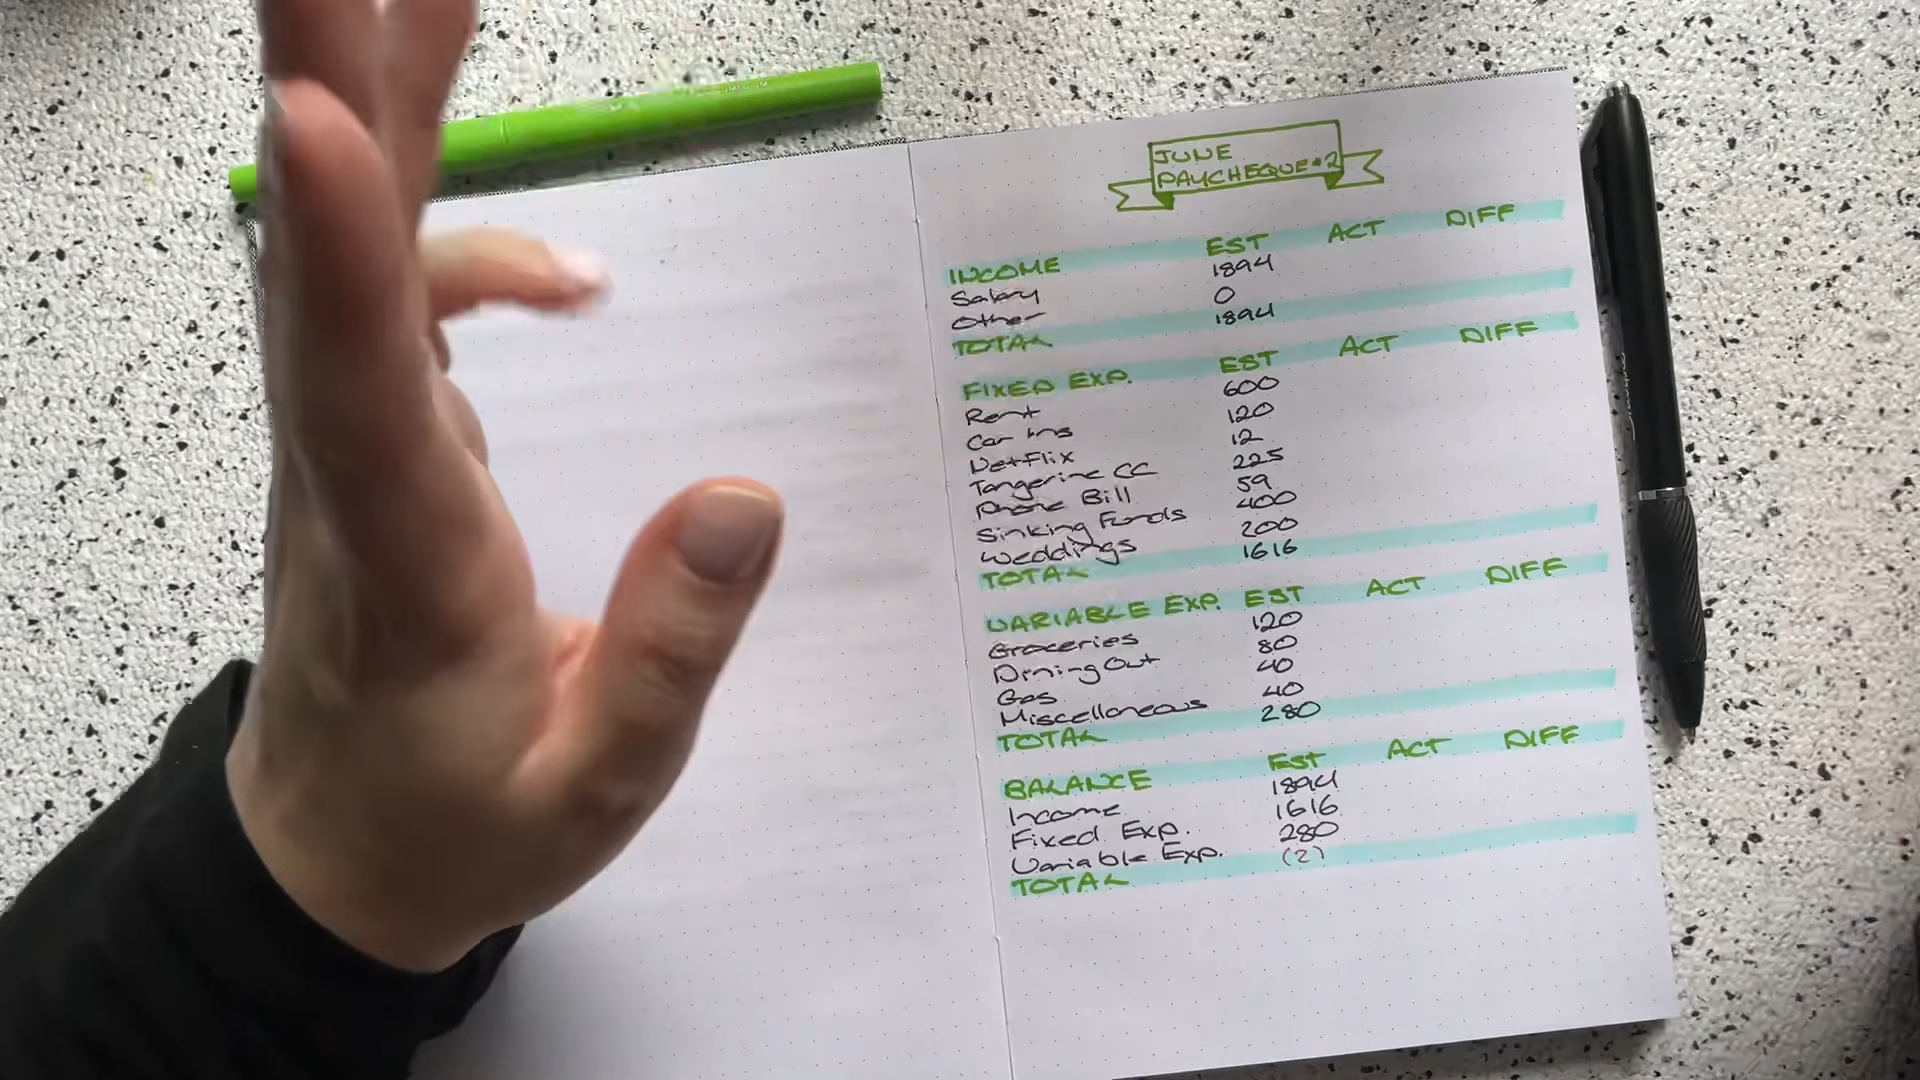 JUNE
PAYCHEQUE #2
INCOME EST ACT DIFF
Salary 1894
Other 0
TOTAL 1894
FIXED EXP. EST ACT DIFF
Rent 600
Car Ins 120
Netflix 12
Tangerine CC 225
Phone Bill 59
Sinking Funds 400
Weddings 200
TOTAL 1616
VARIABLE EXP. EST ACT DIFF
Groceries 120
Dining Out 80
Gas 40
Miscellaneous 40
TOTAL 280
BALANCE EST ACT DIFF
Income 1894
Fixed Exp. 1616
Variable Exp. 280
TOTAL (2)